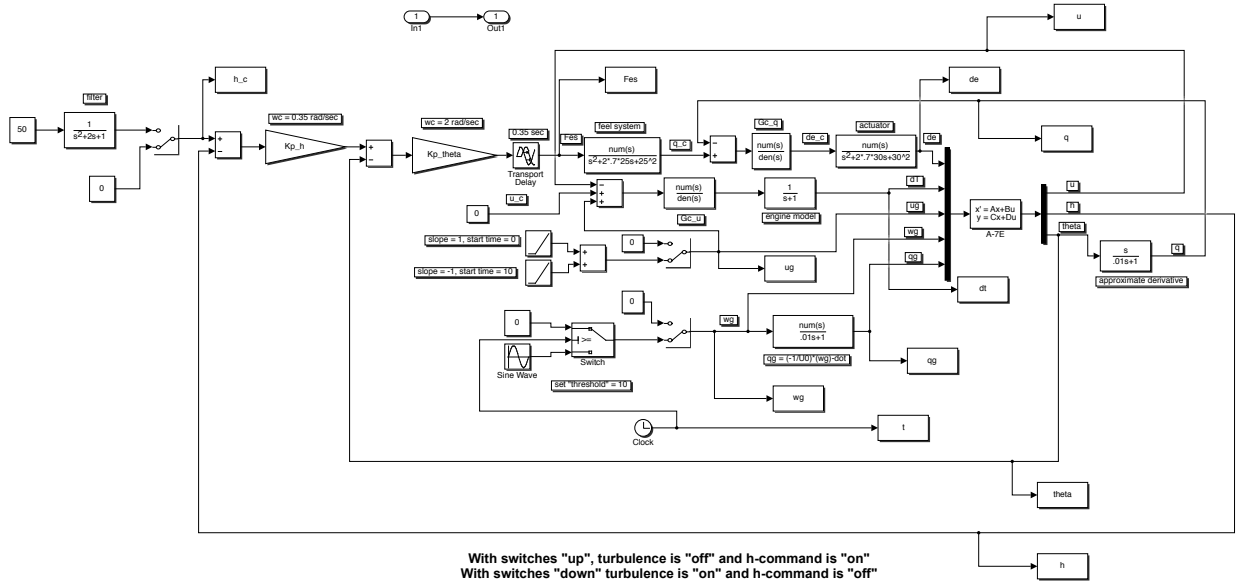 1
In1
1
Out1
u
h_c
Fes
de
q
filter
50
1
s²+2s+1
0
wc = 0.35 rad/sec
+
−
Kp_h
wc = 2 rad/sec
+
−
Kp_theta
0.35 sec
Transport
Delay
Fes
feel system
num(s)
s²+2*.7*25s+25^2
q_c
−
+
Gc_q
num(s)
den(s)
de_c
actuator
num(s)
s²+2*.7*30s+30^2
de
0
u_c
−
+
+
num(s)
den(s)
Gc_u
1
s+1
engine model
d1
ug
wg
qg
x' = Ax+Bu
y = Cx+Du
A-7E
u
h
theta
s
.01s+1
approximate derivative
q
slope = 1, start time = 0
slope = -1, start time = 10
+
+
0
ug
dt
0
0
>=
Switch
Sine Wave
set "threshold" = 10
wg
num(s)
.01s+1
qg = (-1/U0)*(wg)-dot
qg
wg
Clock
t
theta
h
With switches "up", turbulence is "off" and h-command is "on"
With switches "down" turbulence is "on" and h-command is "off"